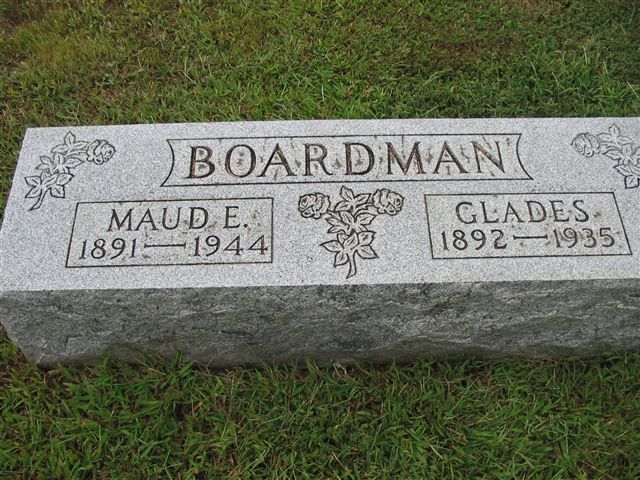 BOARDMAN
MAUD E.
1891—1944
GLADES
1892—1935